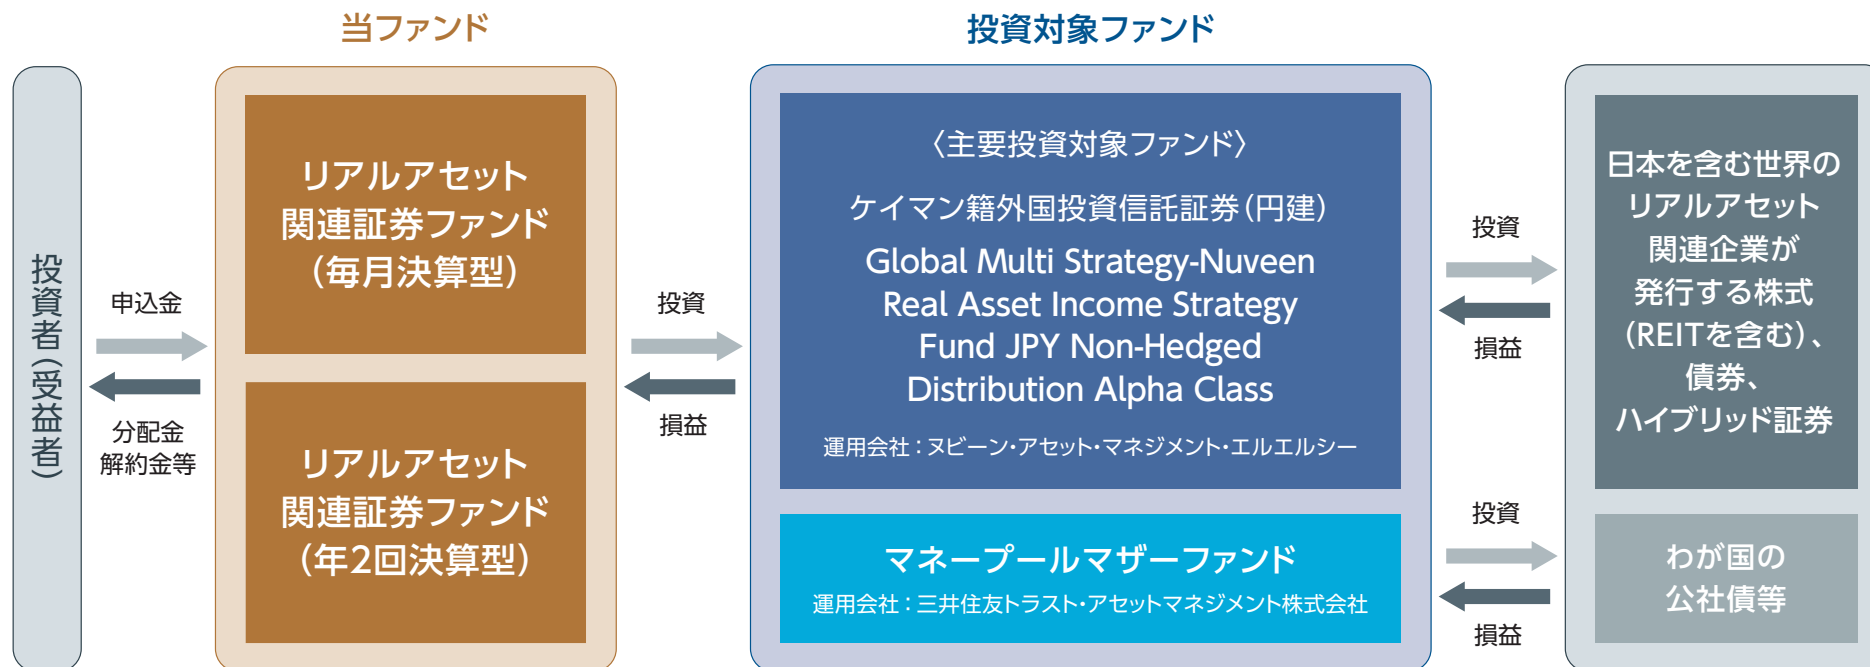 当ファンド
投資対象ファンド
投資者(受益者)
申込金
分配金
解約金等
リアルアセット
関連証券ファンド
(毎月決算型)
リアルアセット
関連証券ファンド
(年2回決算型)
投資
損益
〈主要投資対象ファンド〉
ケイマン籍外国投資信託証券(円建)
Global Multi Strategy-Nuveen
Real Asset Income Strategy
Fund JPY Non-Hedged
Distribution Alpha Class
運用会社:ヌビーン・アセット・マネジメント・エルエルシー
マネープールマザーファンド
運用会社:三井住友トラスト・アセットマネジメント株式会社
投資
損益
投資
損益
日本を含む世界の
リアルアセット
関連企業が
発行する株式
(REITを含む)、
債券、
ハイブリッド証券
わが国の
公社債等